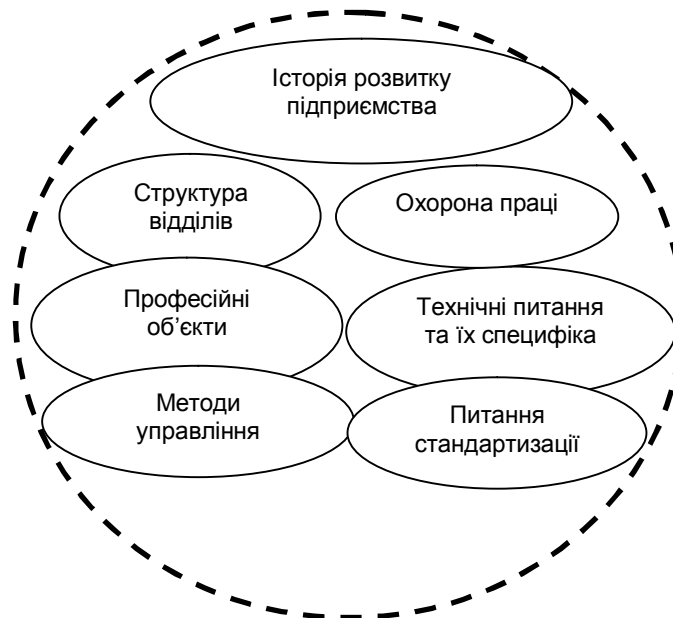 Історія розвитку
підприємства
Структура
відділів
Охорона праці
Професійні
об’єкти
Технічні питання
та їх специфіка
Методи
управління
Питання
стандартизації